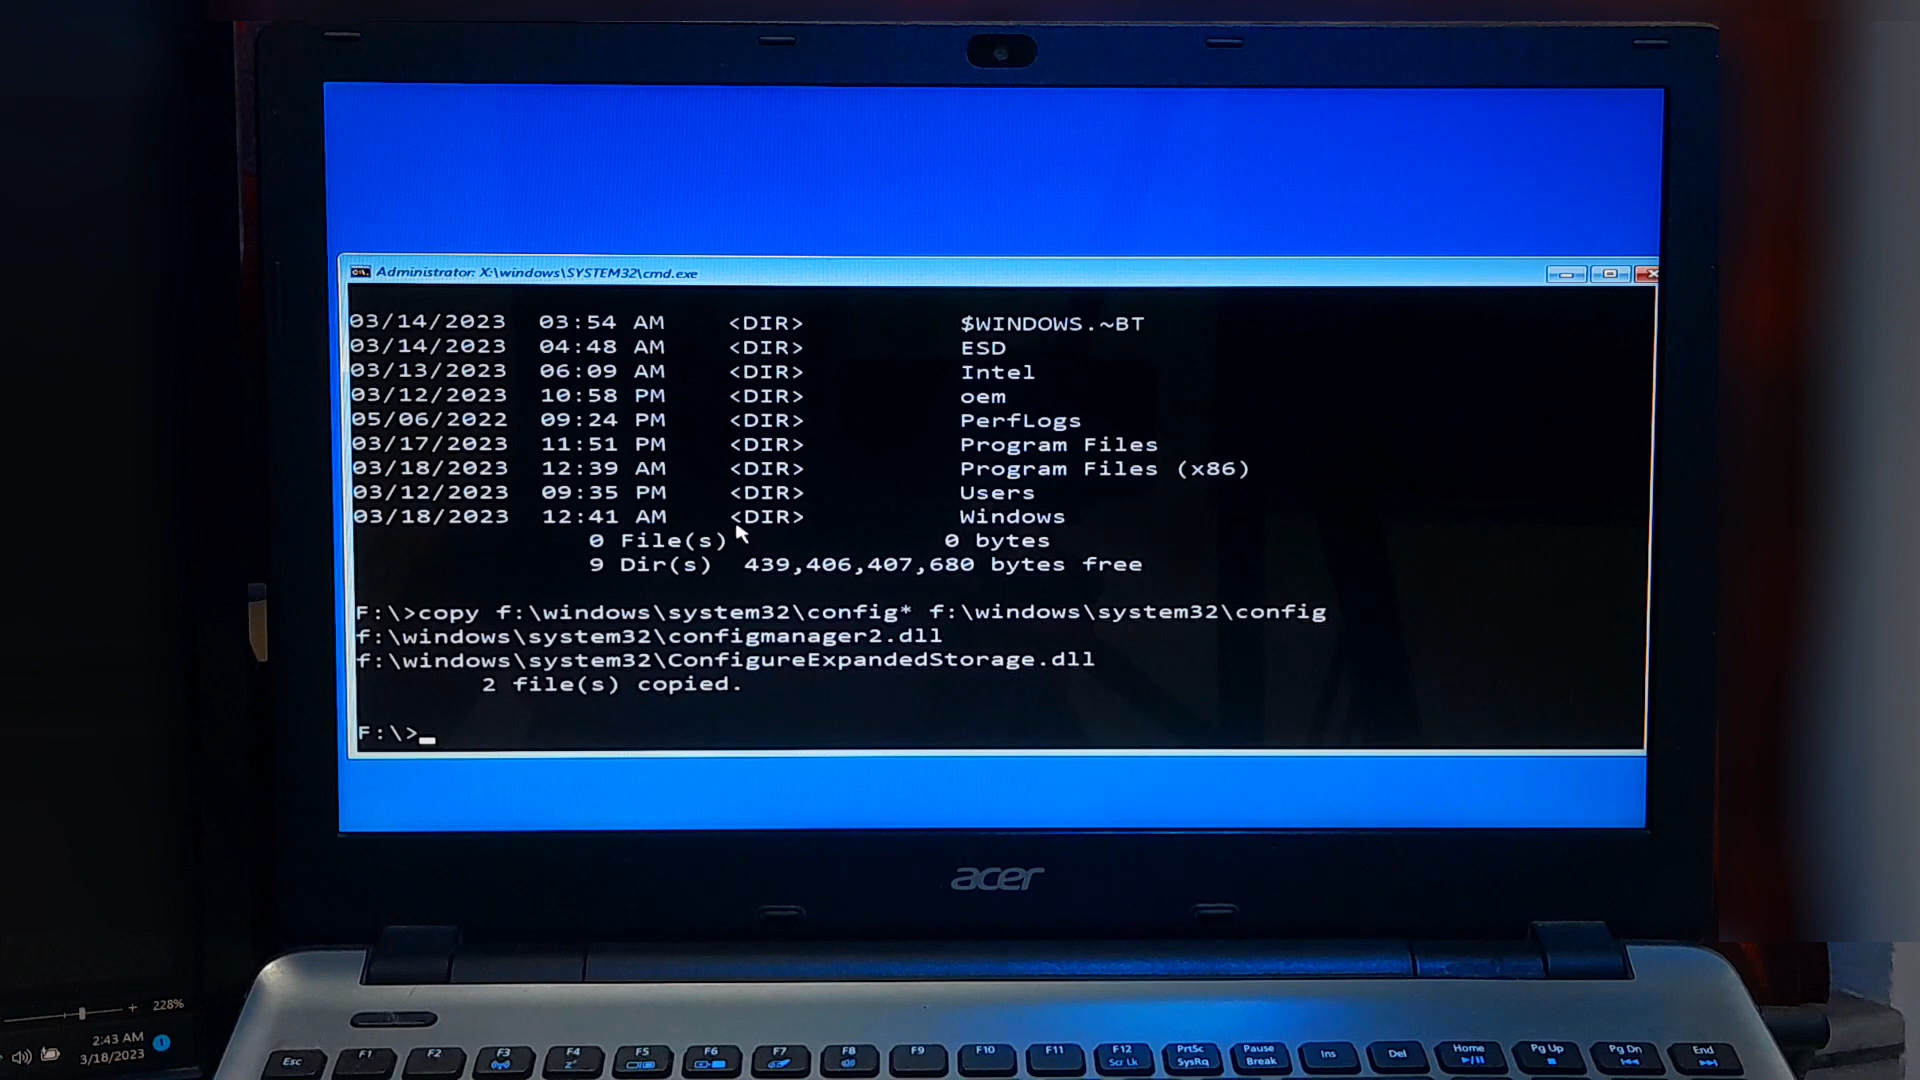 Administrator: X:\windows\SYSTEM32\cmd.exe
03/14/2023 03:54 AM <DIR> $WINDOWS.~BT
03/14/2023 04:48 AM <DIR> ESD
03/13/2023 06:09 AM <DIR> Intel
03/12/2023 10:58 PM <DIR> oem
05/06/2022 09:24 PM <DIR> PerfLogs
03/17/2023 11:51 PM <DIR> Program Files
03/18/2023 12:39 AM <DIR> Program Files (x86)
03/12/2023 09:35 PM <DIR> Users
03/18/2023 12:41 AM <DIR> Windows
0 File(s) 0 bytes
9 Dir(s) 439,406,407,680 bytes free
F:\>copy f:\windows\system32\config* f:\windows\system32\config
f:\windows\system32\configmanager2.dll
f:\windows\system32\ConfigureExpandedStorage.dll
2 file(s) copied.
F:\>
acer
228%
2:43 AM
3/18/2023
1
Esc F1 F2 F3 F4 F5 F6 F7 F8 F9 F10 F11 F12 PrtSc Pause Ins Del Home Pg Up Pg Dn End
Scr Lk SysRq Break